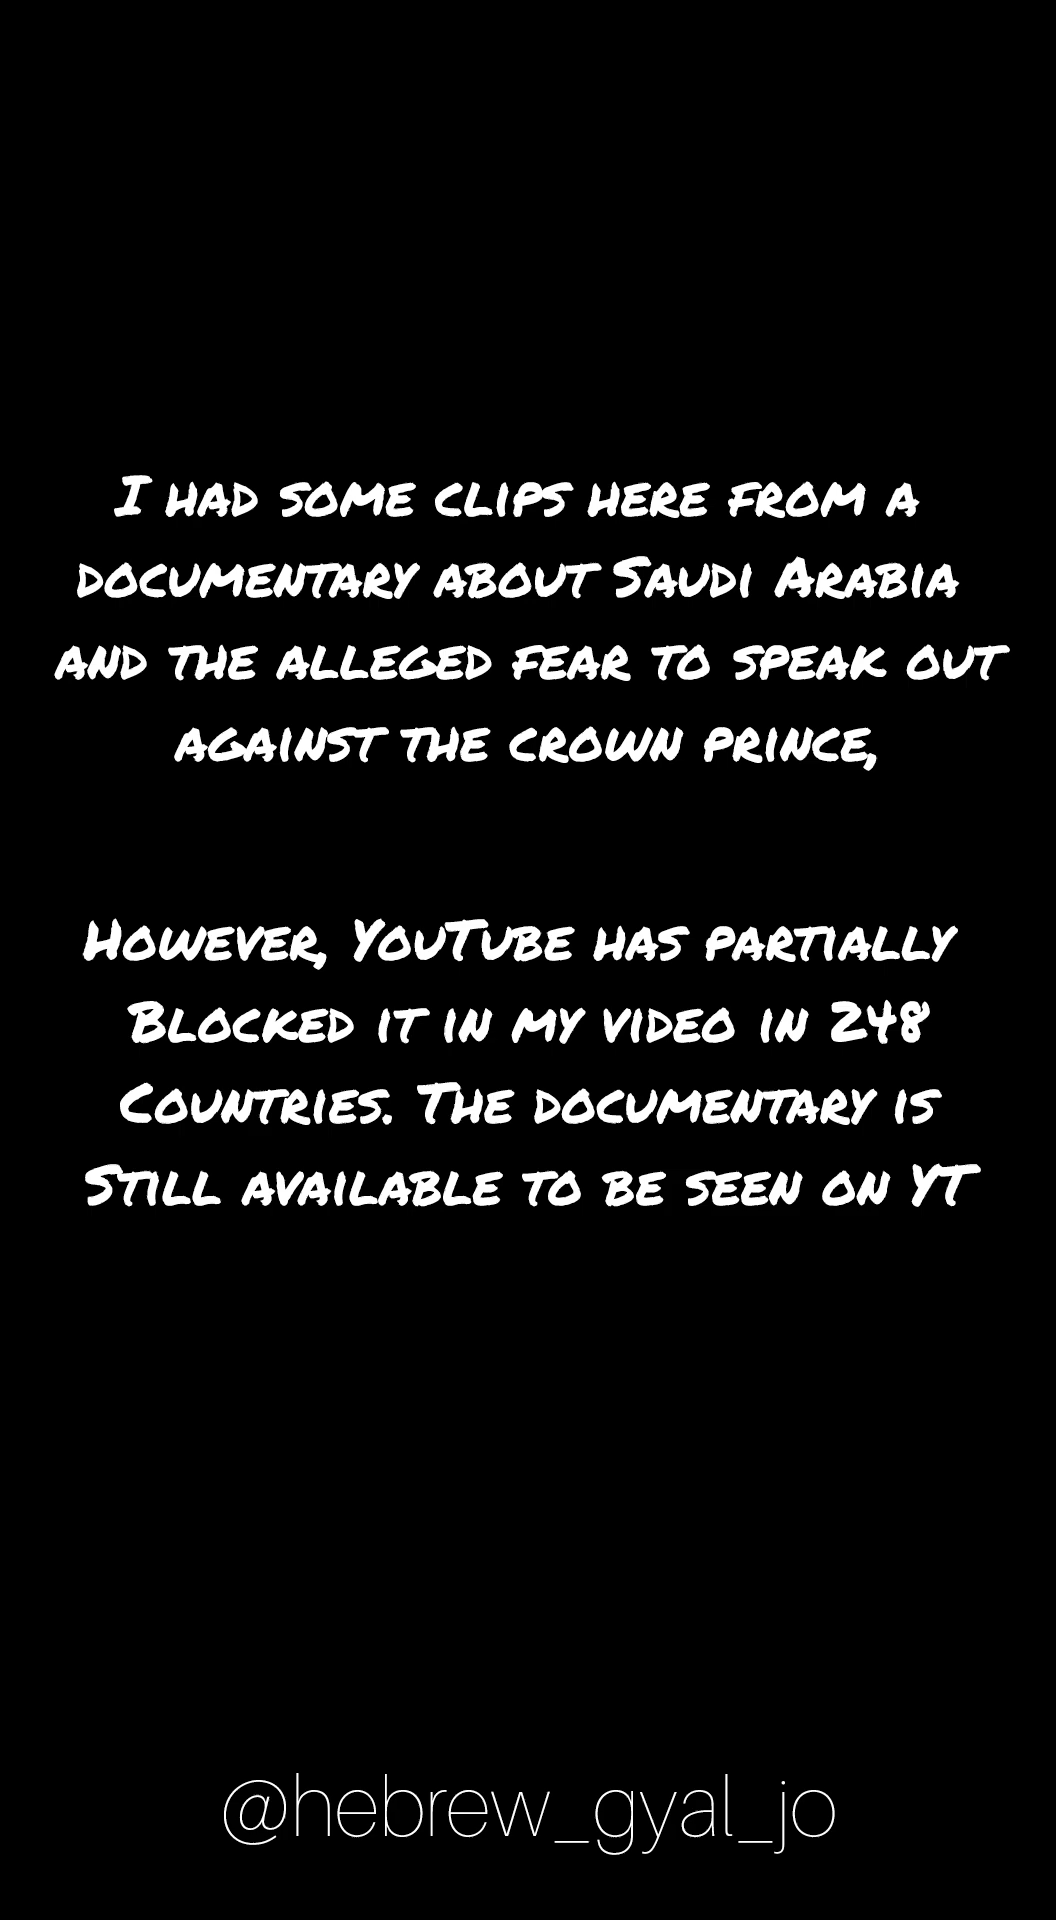 I had some clips here from a
documentary about Saudi Arabia
and the alleged fear to speak out
against the crown prince,
However, YouTube has partially
Blocked it in my video in 248
Countries. The documentary is
Still available to be seen on YT
@hebrew_gyal_jo